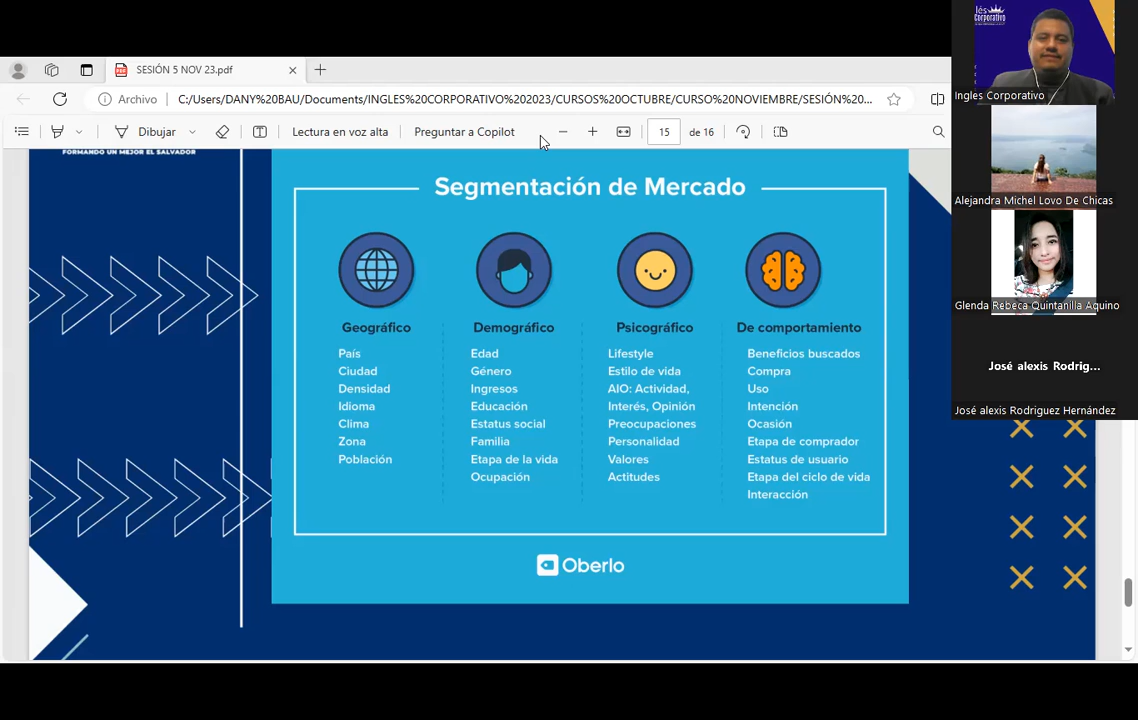 SESIÓN 5 NOV 23.pdf
Archivo
C:/Users/DANY%20BAU/Documents/INGLES%20CORPORATIVO%202023/CURSOS%20OCTUBRE/CURSO%20NOVIEMBRE/SESIÓN%20...
Dibujar
Lectura en voz alta
Preguntar a Copilot
15
de 16
FORMANDO UN MEJOR EL SALVADOR
Segmentación de Mercado
Geográfico
País
Ciudad
Densidad
Idioma
Clima
Zona
Población
Demográfico
Edad
Género
Ingresos
Educación
Estatus social
Familia
Etapa de la vida
Ocupación
Psicográfico
Lifestyle
Estilo de vida
AIO: Actividad,
Interés, Opinión
Preocupaciones
Personalidad
Valores
Actitudes
De comportamiento
Beneficios buscados
Compra
Uso
Intención
Ocasión
Etapa de comprador
Estatus de usuario
Etapa del ciclo de vida
Interacción
Oberlo
lés
Corporativo
Ingles Corporativo
Alejandra Michel Lovo De Chicas
Glenda Rebeca Quintanilla Aquino
José alexis Rodrig...
José alexis Rodriguez Hernández